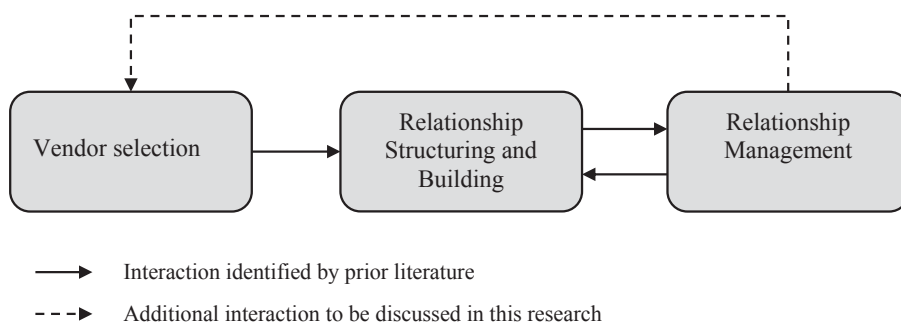 Vendor selection
Relationship
Structuring and
Building
Relationship
Management
Interaction identified by prior literature
Additional interaction to be discussed in this research